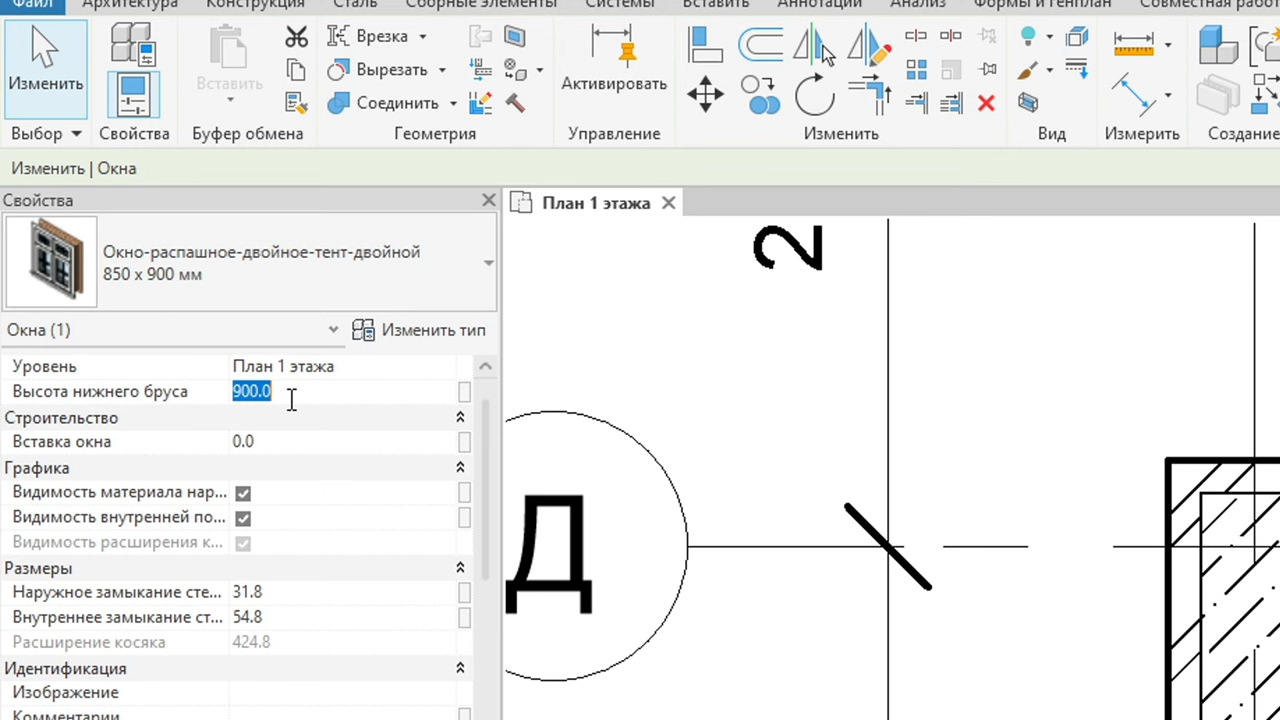 Файл Архитектура Конструкция Сталь Сборные элементы Системы Вставить Аннотации Анализ Формы и генплан Совместная работ
Изменить
Вставить
Врезка
Вырезать
Соединить
Активировать
Выбор Свойства Буфер обмена Геометрия Управление Изменить Вид Измерить Создание
Изменить | Окна
Свойства
План 1 этажа
Окно-распашное-двойное-тент-двойной
850 x 900 мм
Окна (1)
Изменить тип
Уровень План 1 этажа
Высота нижнего бруса 900.0
Строительство
Вставка окна 0.0
Графика
Видимость материала нар...
Видимость внутренней по...
Видимость расширения к...
Размеры
Наружное замыкание сте... 31.8
Внутреннее замыкание ст... 54.8
Расширение косяка 424.8
Идентификация
Изображение
Комментарии
2
Д